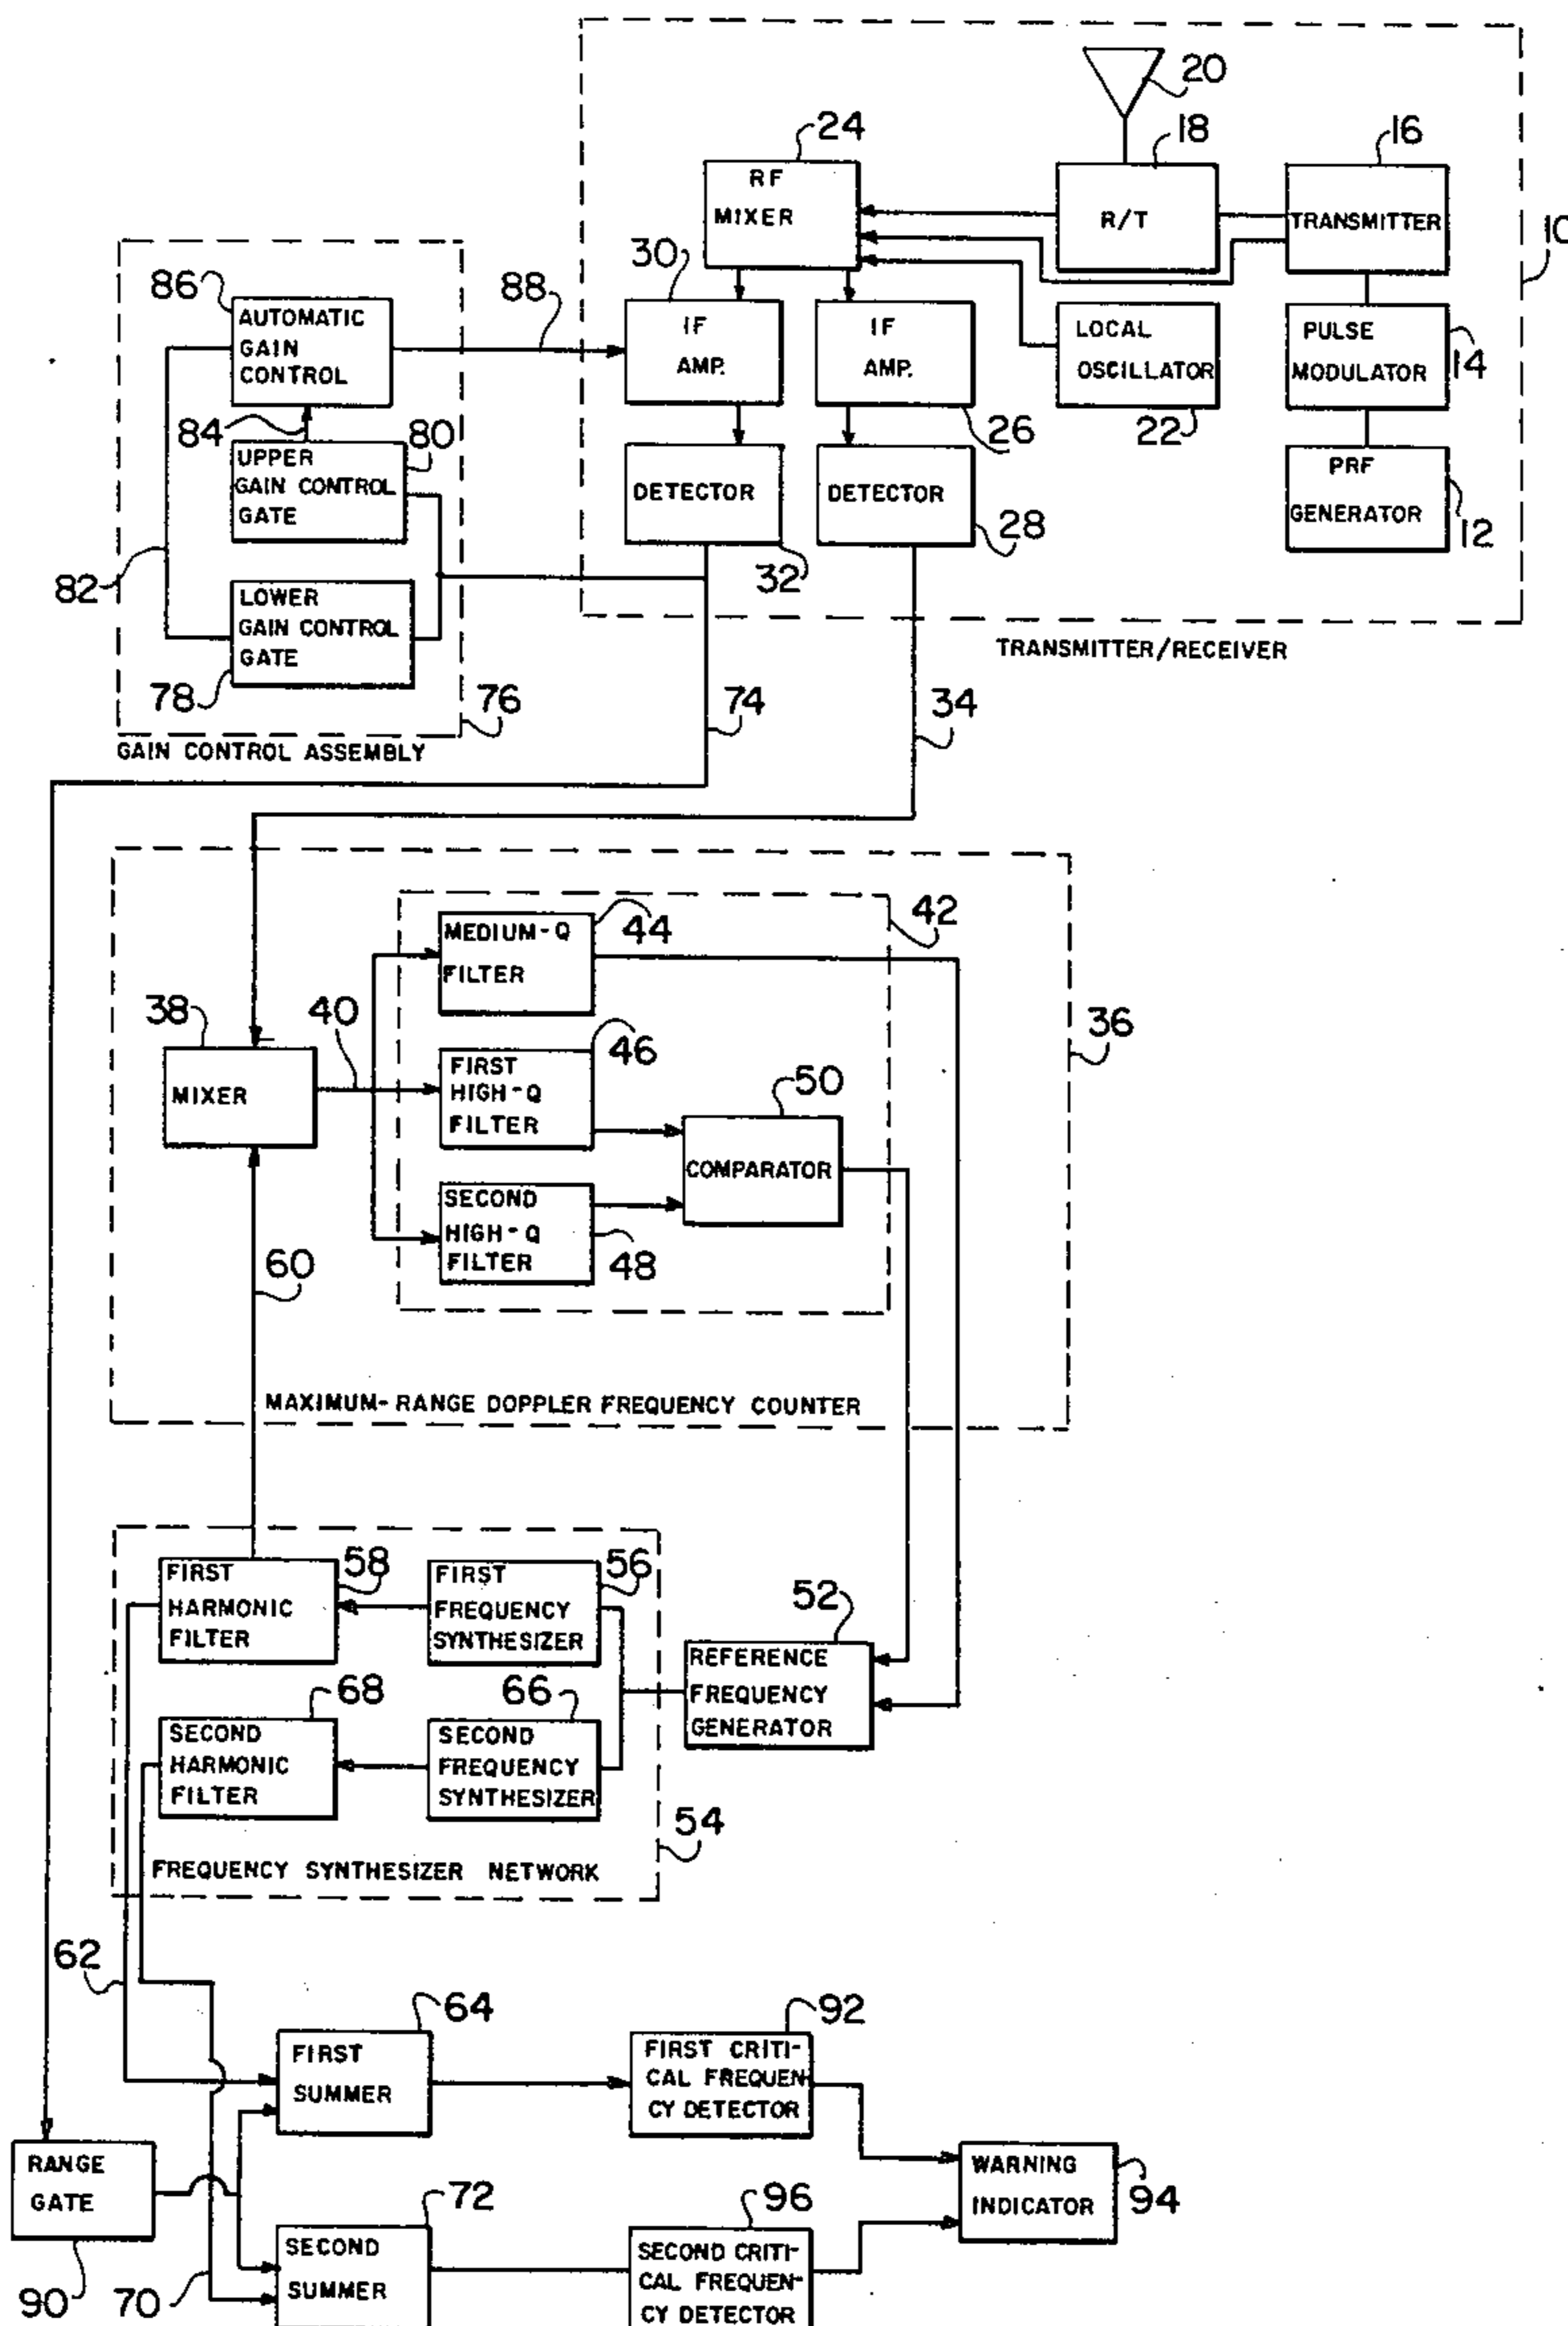 20
24
18
16
RF
MIXER
R/T
TRANSMITTER
10
30
86
88
AUTOMATIC
GAIN
CONTROL
IF
AMP.
IF
AMP.
LOCAL
OSCILLATOR
PULSE
MODULATOR
14
84
80
26
22
UPPER
GAIN CONTROL
GATE
DETECTOR
DETECTOR
PRF
GENERATOR
12
28
82
32
LOWER
GAIN CONTROL
GATE
TRANSMITTER/RECEIVER
78
76
74
34
GAIN CONTROL ASSEMBLY
42
44
MEDIUM-Q
FILTER
38
40
46
36
MIXER
FIRST
HIGH-Q
FILTER
50
COMPARATOR
SECOND
HIGH-Q
FILTER
48
60
MAXIMUM-RANGE DOPPLER FREQUENCY COUNTER
58
56
52
FIRST
HARMONIC
FILTER
FIRST
FREQUENCY
SYNTHESIZER
REFERENCE
FREQUENCY
GENERATOR
68
66
SECOND
HARMONIC
FILTER
SECOND
FREQUENCY
SYNTHESIZER
54
FREQUENCY SYNTHESIZER NETWORK
62
64
92
FIRST
SUMMER
FIRST CRITI-
CAL FREQUEN-
CY DETECTOR
RANGE
GATE
WARNING
INDICATOR
94
72
96
SECOND
SUMMER
SECOND CRITI-
CAL FREQUEN-
CY DETECTOR
90
70